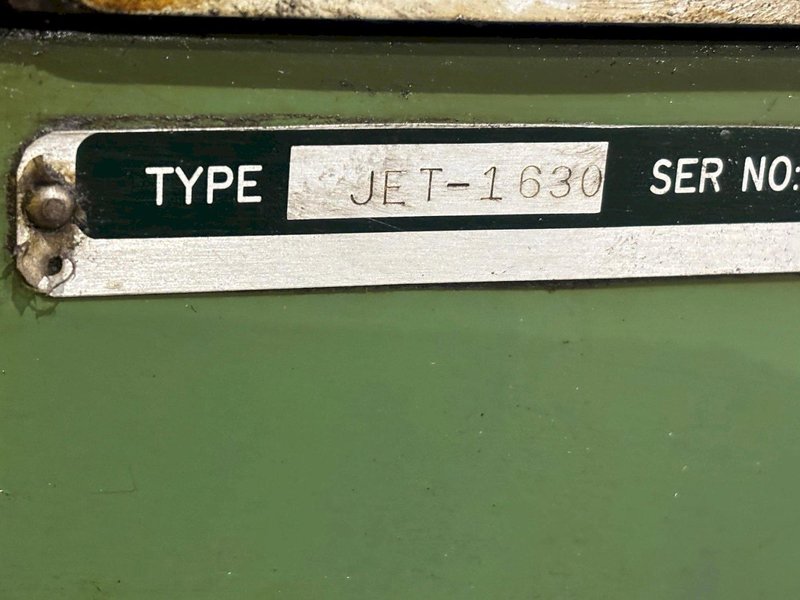 TYPE JET-1630 SER NO: